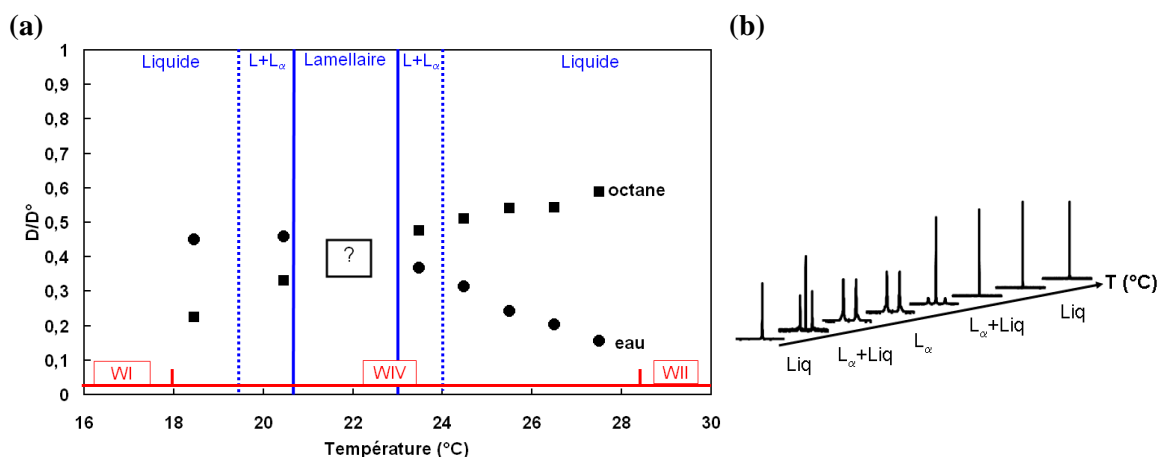 (a)
(b)
1
0,9
0,8
0,7
0,6
0,5
0,4
0,3
0,2
0,1
0
D/D°
Liquide
L+Lα
Lamellaire
L+Lα
Liquide
octane
?
eau
WI
WIV
WII
16
18
20
22
24
26
28
30
Température (°C)
T (°C)
Liq
Lα+Liq
Lα
Lα+Liq
Liq